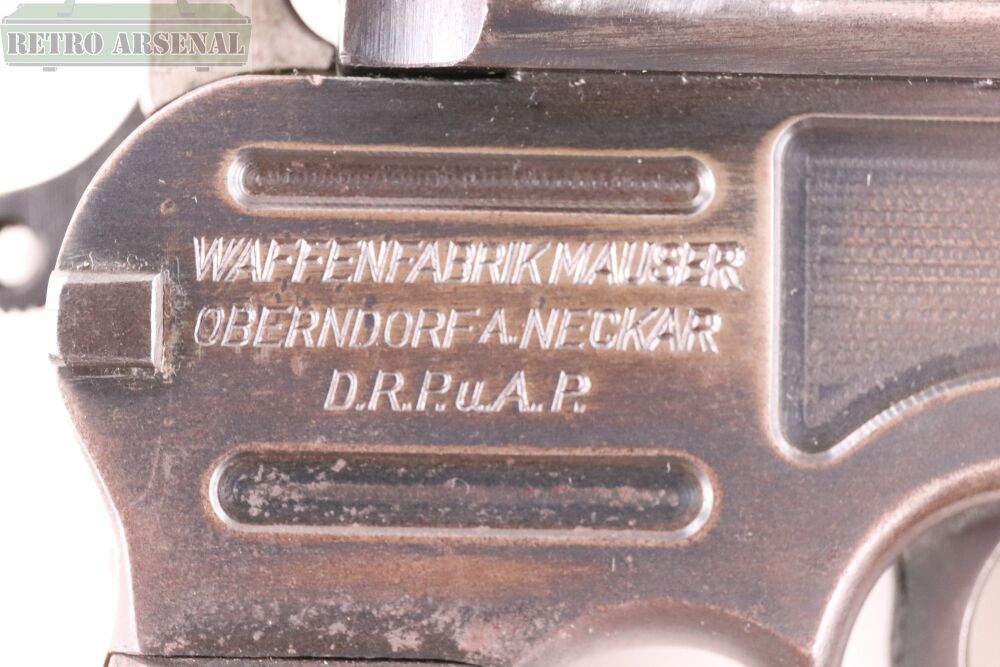 RETRO ARSENAL
WAFFENFABRIK MAUSER
OBERNDORF A. NECKAR
D.R.P.u.A.P.